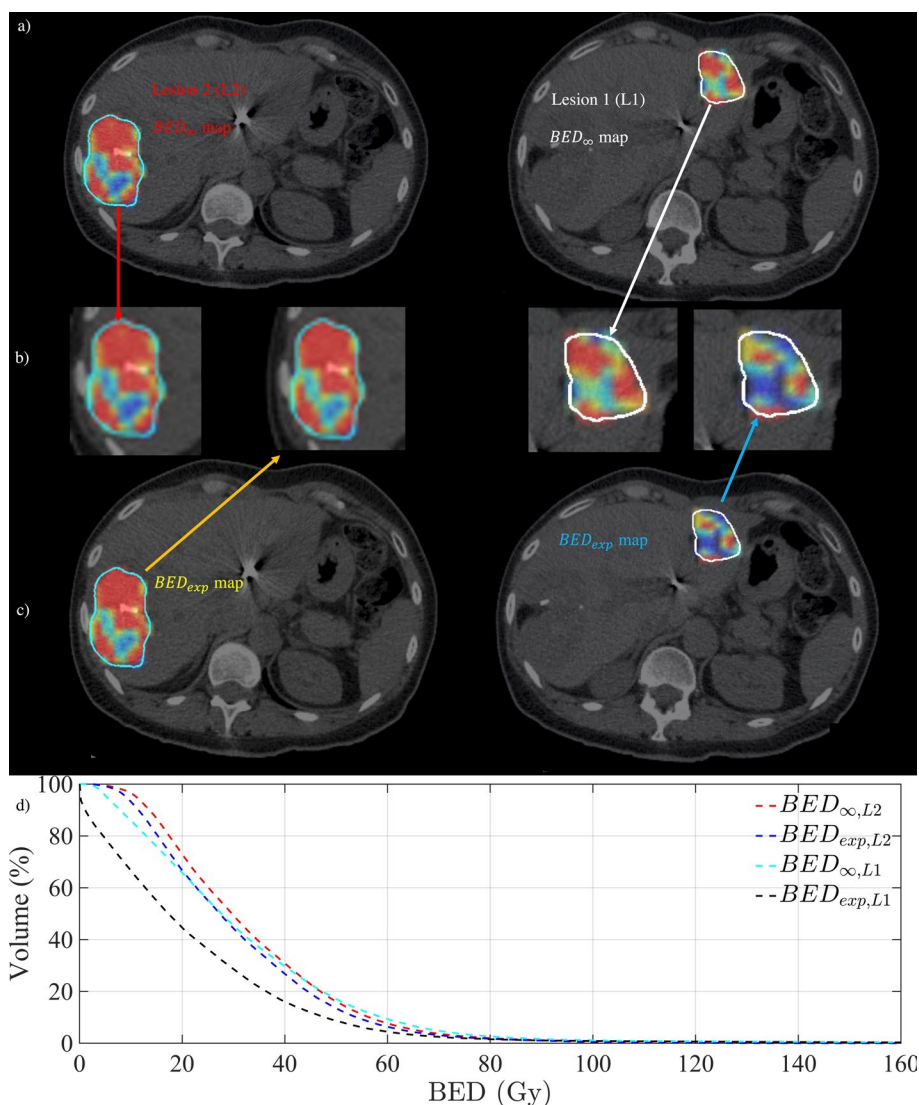 a)
Lesion 2 (L2)
BED∞ map
Lesion 1 (L1)
BED∞ map
b)
BEDexp map
BEDexp map
c)
d)
100
80
60
40
20
0
Volume (%)
BED∞,L2
BEDexp,L2
BED∞,L1
BEDexp,L1
0 20 40 60 80 100 120 140 160
BED (Gy)